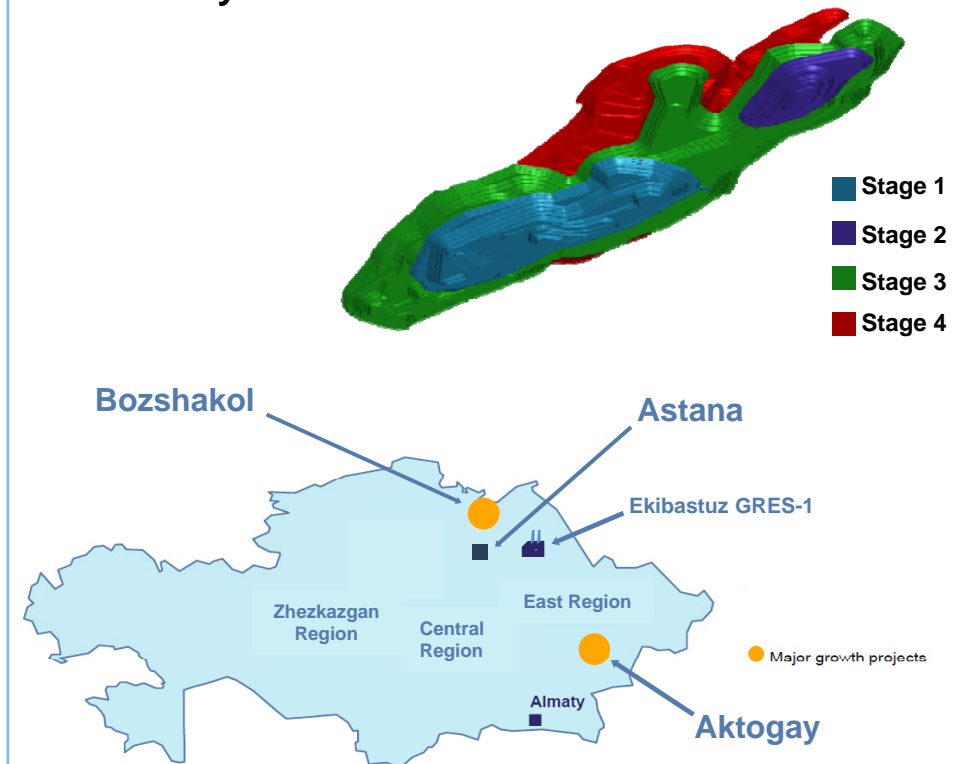 Stage 1
Stage 2
Stage 3
Stage 4
Bozshakol
Astana
Ekibastuz GRES-1
East Region
Zhezkazgan
Region
Central
Region
Major growth projects
Almaty
Aktogay